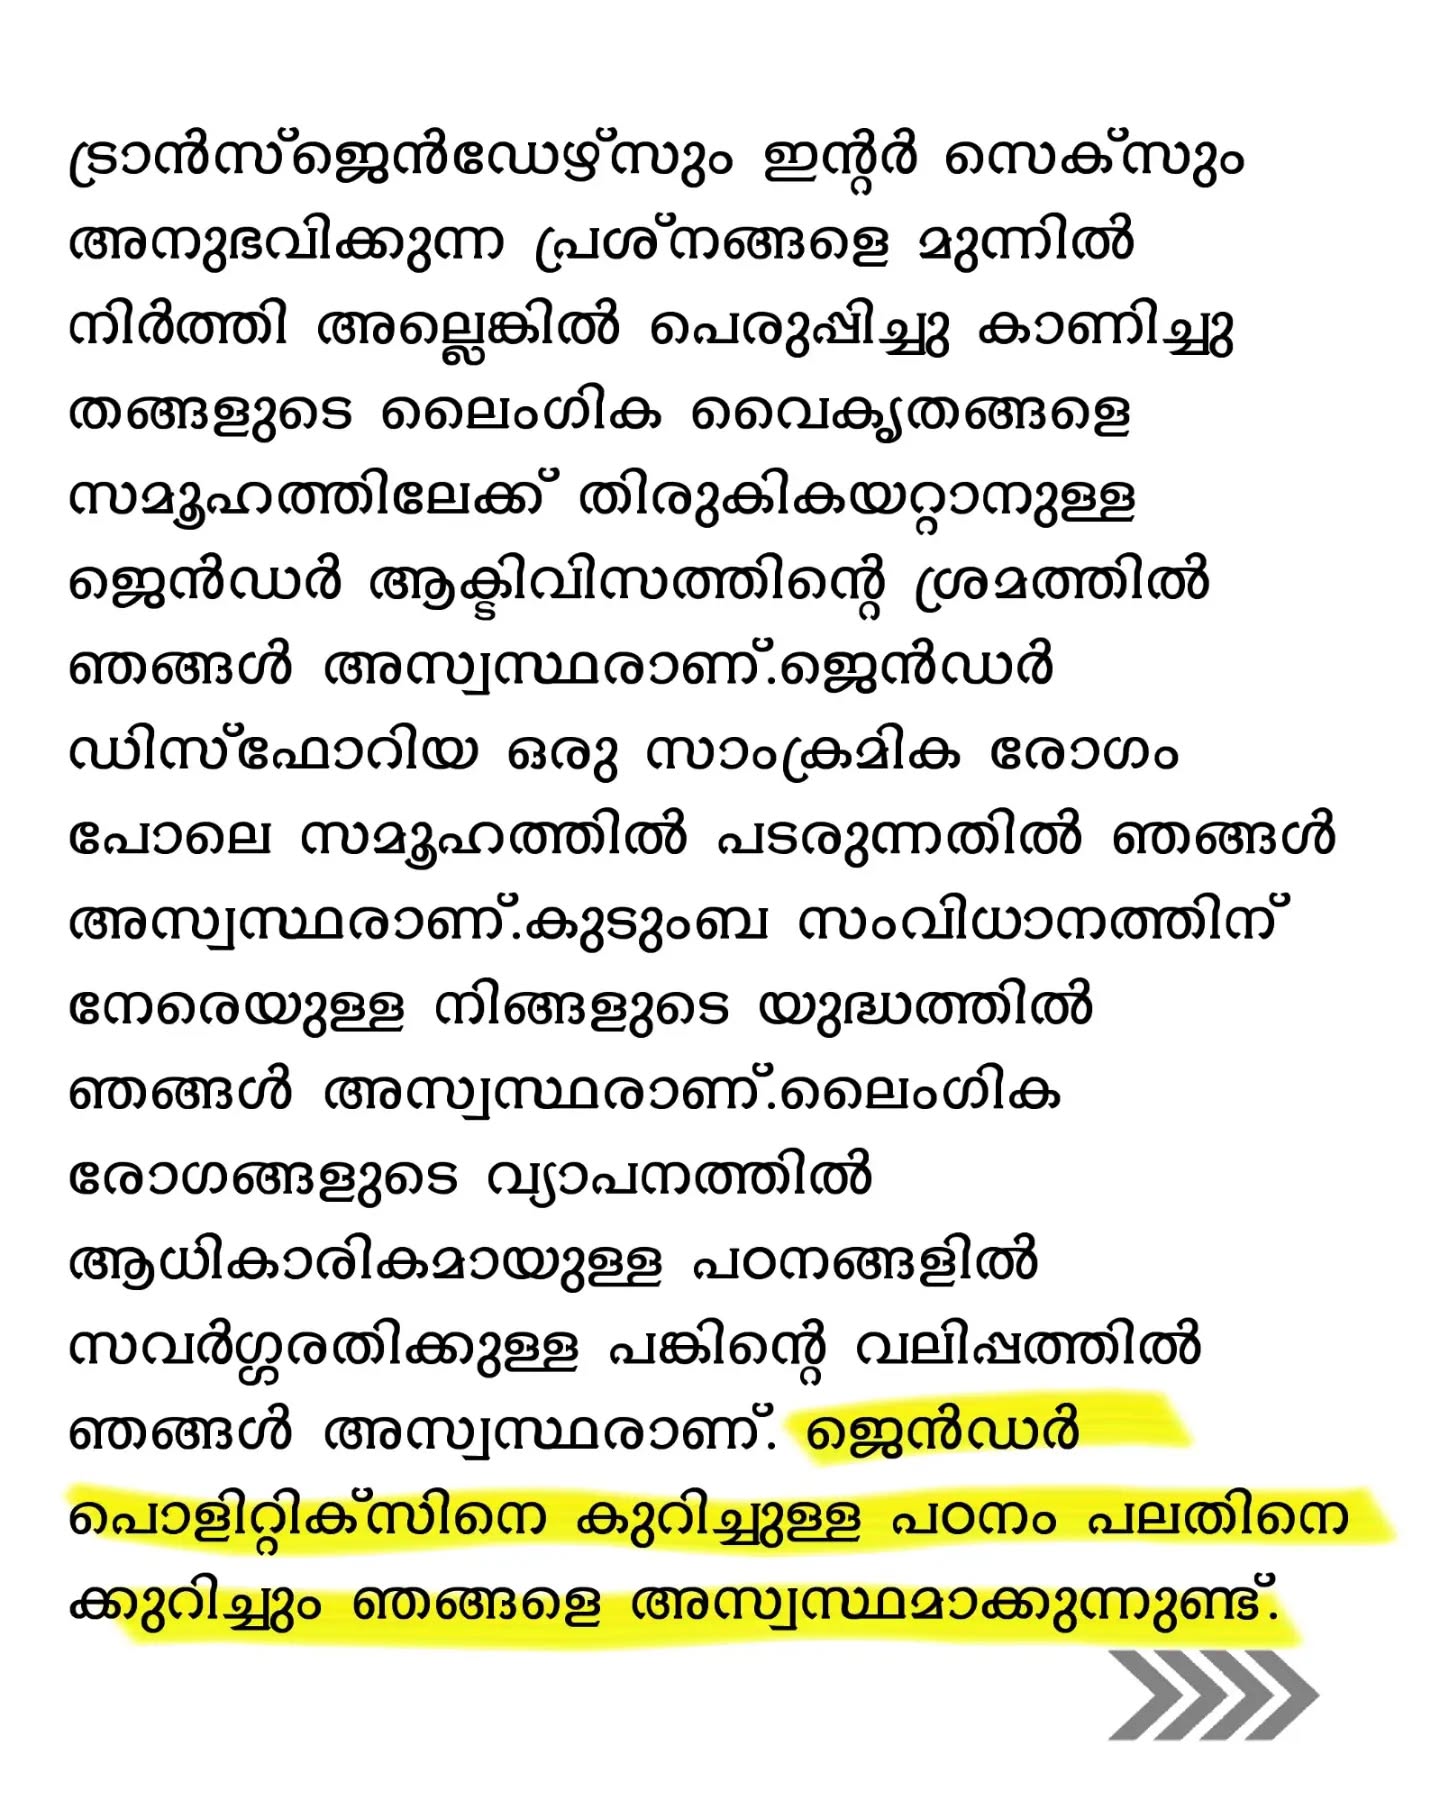 ട്രാൻസ്ജെൻഡേഴ്സും ഇന്റർ സെക്സും
അനുഭവിക്കുന്ന പ്രശ്നങ്ങളെ മുന്നിൽ
നിർത്തി അല്ലെങ്കിൽ പെരുപ്പിച്ചു കാണിച്ചു
തങ്ങളുടെ ലൈംഗിക വൈകൃതങ്ങളെ
സമൂഹത്തിലേക്ക് തിരുകികയറ്റാനുള്ള
ജെൻഡർ ആക്ടിവിസത്തിന്റെ ശ്രമത്തിൽ
ഞങ്ങൾ അസ്വസ്ഥരാണ്.ജെൻഡർ
ഡിസ്ഫോറിയ ഒരു സാംക്രമിക രോഗം
പോലെ സമൂഹത്തിൽ പടരുന്നതിൽ ഞങ്ങൾ
അസ്വസ്ഥരാണ്.കുടുംബ സംവിധാനത്തിന്
നേരെയുള്ള നിങ്ങളുടെ യുദ്ധത്തിൽ
ഞങ്ങൾ അസ്വസ്ഥരാണ്.ലൈംഗിക
രോഗങ്ങളുടെ വ്യാപനത്തിൽ
ആധികാരികമായുള്ള പഠനങ്ങളിൽ
സവർഗ്ഗരതിക്കുള്ള പങ്കിന്റെ വലിപ്പത്തിൽ
ഞങ്ങൾ അസ്വസ്ഥരാണ്. ജെൻഡർ
പൊളിറ്റിക്സിനെ കുറിച്ചുള്ള പഠനം പലതിനെ
ക്കുറിച്ചും ഞങ്ങളെ അസ്വസ്ഥമാക്കുന്നുണ്ട്.